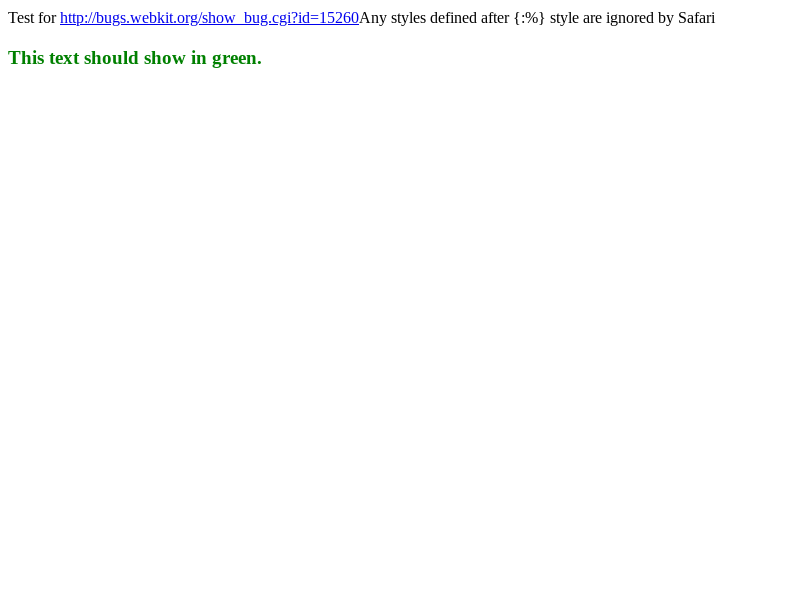 Test for http://bugs.webkit.org/show_bug.cgi?id=15260Any styles defined after {:%} style are ignored by Safari
This text should show in green.